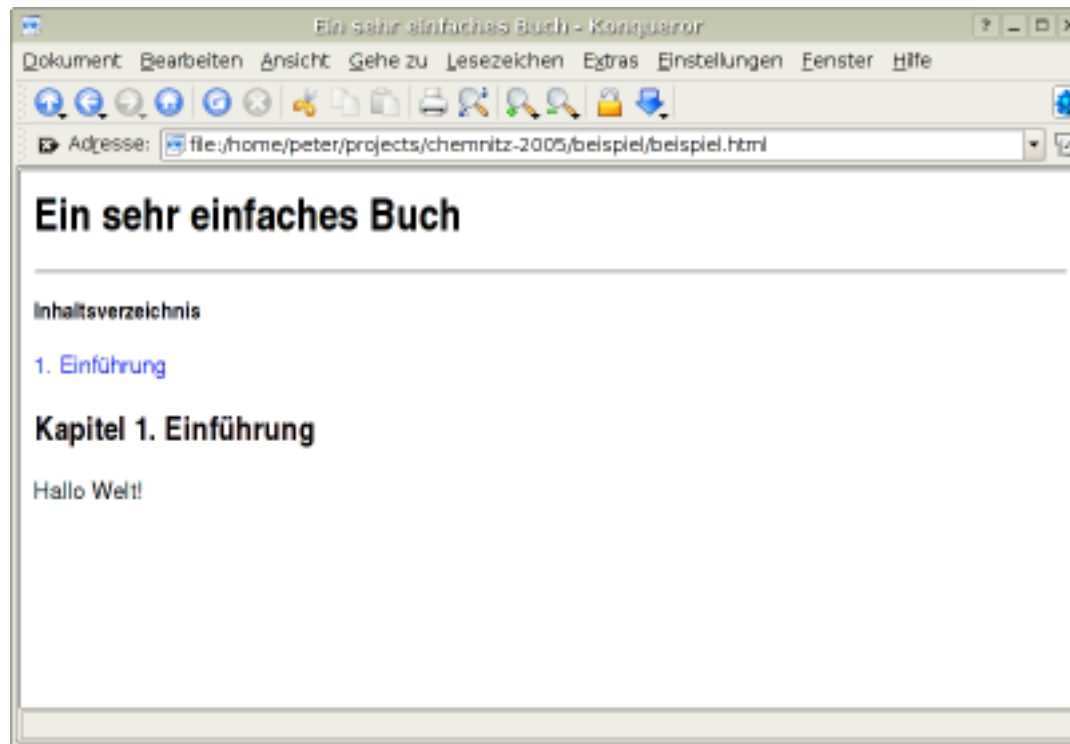 Ein sehr einfaches Buch - Konqueror
Dokument Bearbeiten Ansicht Gehe zu Lesezeichen Extras Einstellungen Fenster Hilfe
Adresse: file:/home/peter/projects/chemnitz-2005/beispiel/beispiel.html
Ein sehr einfaches Buch
Inhaltsverzeichnis
1. Einführung
Kapitel 1. Einführung
Hallo Welt!